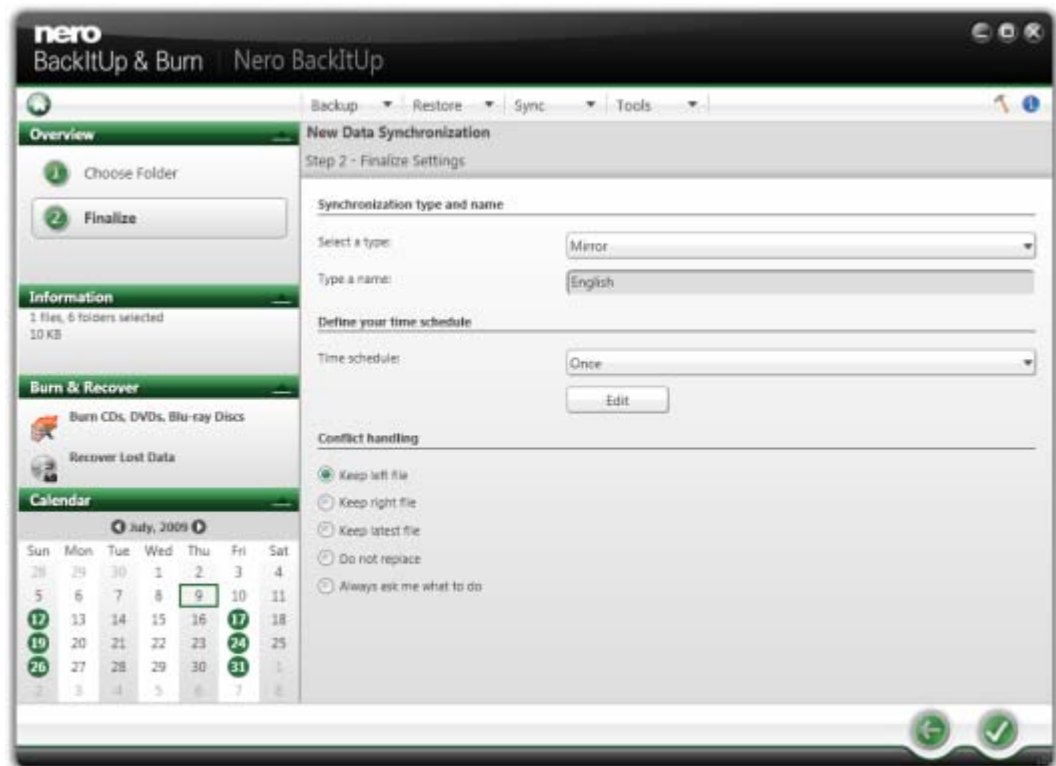 nero
BackItUp & Burn | Nero BackItUp
Backup Restore Sync Tools
Overview
1 Choose Folder
2 Finalize
Information
1 files, 6 folders selected
10 KB
Burn & Recover
Burn CDs, DVDs, Blu-ray Discs
Recover Lost Data
Calendar
July, 2009
Sun Mon Tue Wed Thu Fri Sat
28 29 30 1 2 3 4
5 6 7 8 9 10 11
12 13 14 15 16 17 18
19 20 21 22 23 24 25
26 27 28 29 30 31 1
2 3 4 5 6 7 8
New Data Synchronization
Step 2 - Finalize Settings
Synchronization type and name
Select a type: Mirror
Type a name: English
Define your time schedule
Time schedule: Once
Edit
Conflict handling
Keep left file
Keep right file
Keep latest file
Do not replace
Always ask me what to do